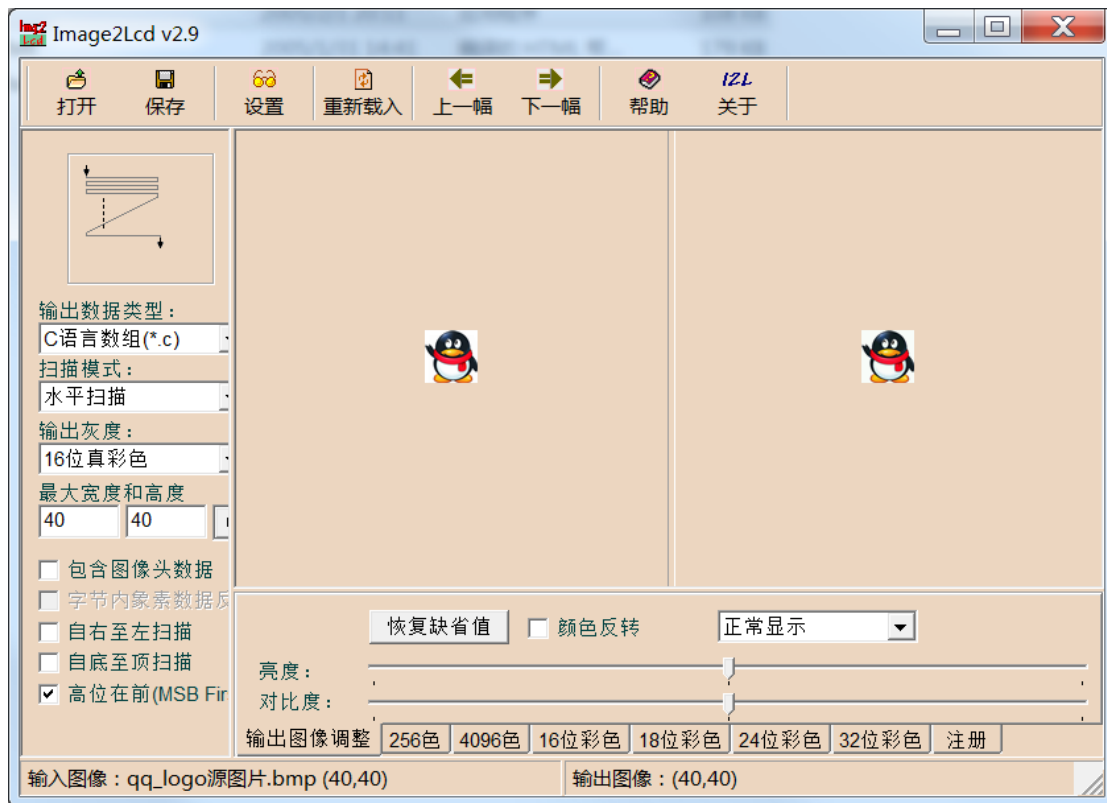 Image2Lcd v2.9
打开 保存 设置 重新载入 上一幅 下一幅 帮助 I2L 关于
输出数据类型：
C语言数组(*.c)
扫描模式：
水平扫描
输出灰度：
16位真彩色
最大宽度和高度
40 40
包含图像头数据
字节内象素数据反
自右至左扫描
自底至顶扫描
高位在前(MSB Fir
恢复缺省值 颜色反转 正常显示
亮度：
对比度：
输出图像调整 256色 4096色 16位彩色 18位彩色 24位彩色 32位彩色 注册
输入图像：qq_logo源图片.bmp (40,40) 输出图像：(40,40)